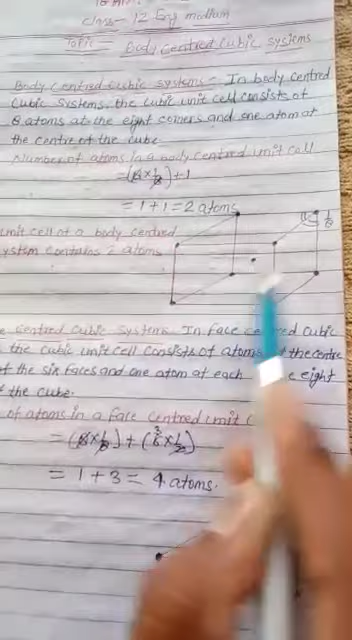 Class- 12 Eng medium
Topic - Body Centred Cubic systems
Body Centred Cubic systems - In body centred
Cubic Systems. the cubic unit cell consists of
8 atoms at the eight corners and one atom at
the centre of the cube.
Number of atoms in a body centred unit cell
= (8 × 1/8) + 1
= 1 + 1 = 2 atoms
unit cell of a body centred
system contains 2 atoms
1/8
Centred Cubic Systems. In Face Cubic
the cubic unit cell consists of atoms the centre
of the six faces and one atom at each eight
the cube.
of atoms in a Face centred unit
= (8 × 1/8) + (6 × 1/2)
= 1 + 3 = 4 atoms.